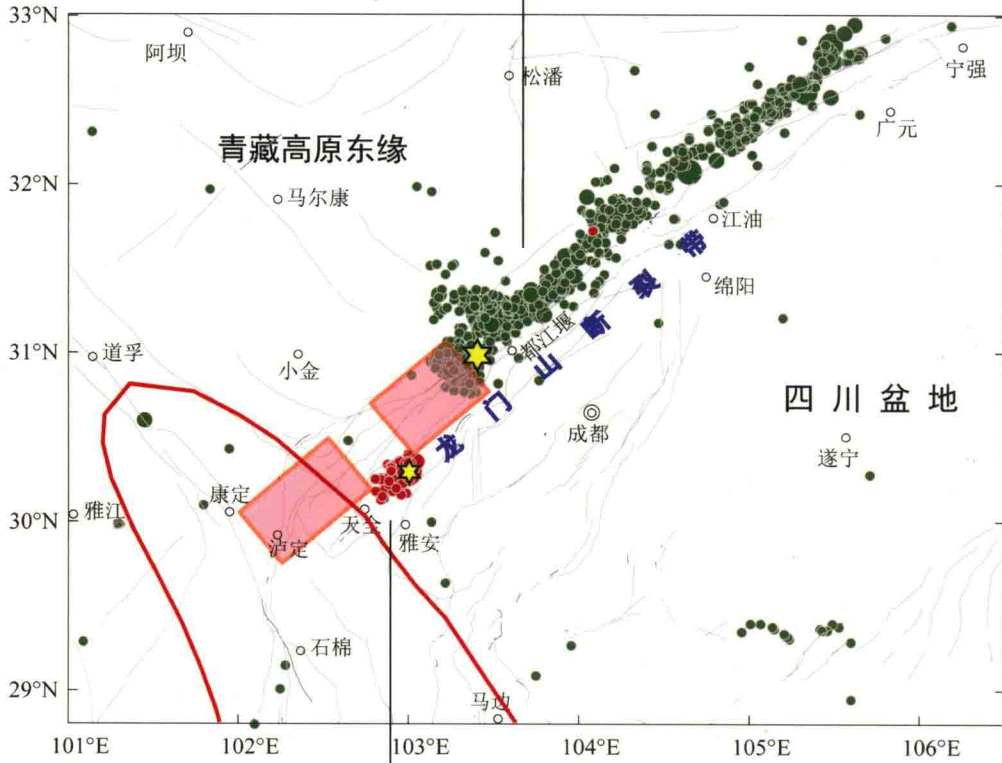 33°N
阿坝
松潘
宁强
广元
青藏高原东缘
32°N
马尔康
江油
绵阳
龙门山断裂带
都江堰
31°N
道孚
小金
四川盆地
成都
遂宁
康定
雅江
30°N
天全
雅安
泸定
石棉
29°N
马边
101°E
102°E
103°E
104°E
105°E
106°E